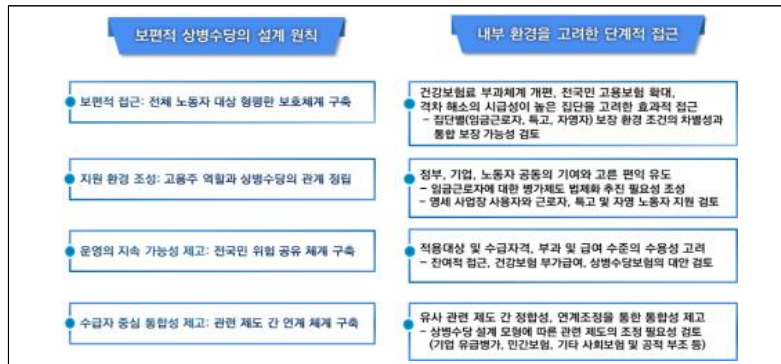 보편적 상병수당의 설계 원칙
내부 환경을 고려한 단계적 접근
보편적 접근: 전체 노동자 대상 형평한 보호체계 구축
건강보험료 부과체계 개편, 전국민 고용보험 확대,
격차 해소의 시급성이 높은 집단을 고려한 효과적 접근
- 집단별(임금근로자, 특고, 자영자) 보장 환경 조건의 차별성과
통합 보장 가능성 검토
지원 환경 조성: 고용주 역할과 상병수당의 관계 정립
정부, 기업, 노동자 공동의 기여와 고른 편익 유도
- 임금근로자에 대한 병가제도 법제화 추진 필요성 조성
- 영세 사업장 사용자와 근로자, 특고 및 자영 노동자 지원 검토
운영의 지속 가능성 제고: 전국민 위험 공유 체계 구축
적용대상 및 수급자격, 부과 및 급여 수준의 수용성 고려
- 잔여적 접근, 건강보험 부가급여, 상병수당보험의 대안 검토
수급자 중심 통합성 제고: 관련 제도 간 연계 체계 구축
유사 관련 제도 간 정합성, 연계조정을 통한 통합성 제고
- 상병수당 설계 모형에 따른 관련 제도의 조정 필요성 검토
(기업 유급병가, 민간보험, 기타 사회보험 및 공적 부조 등)